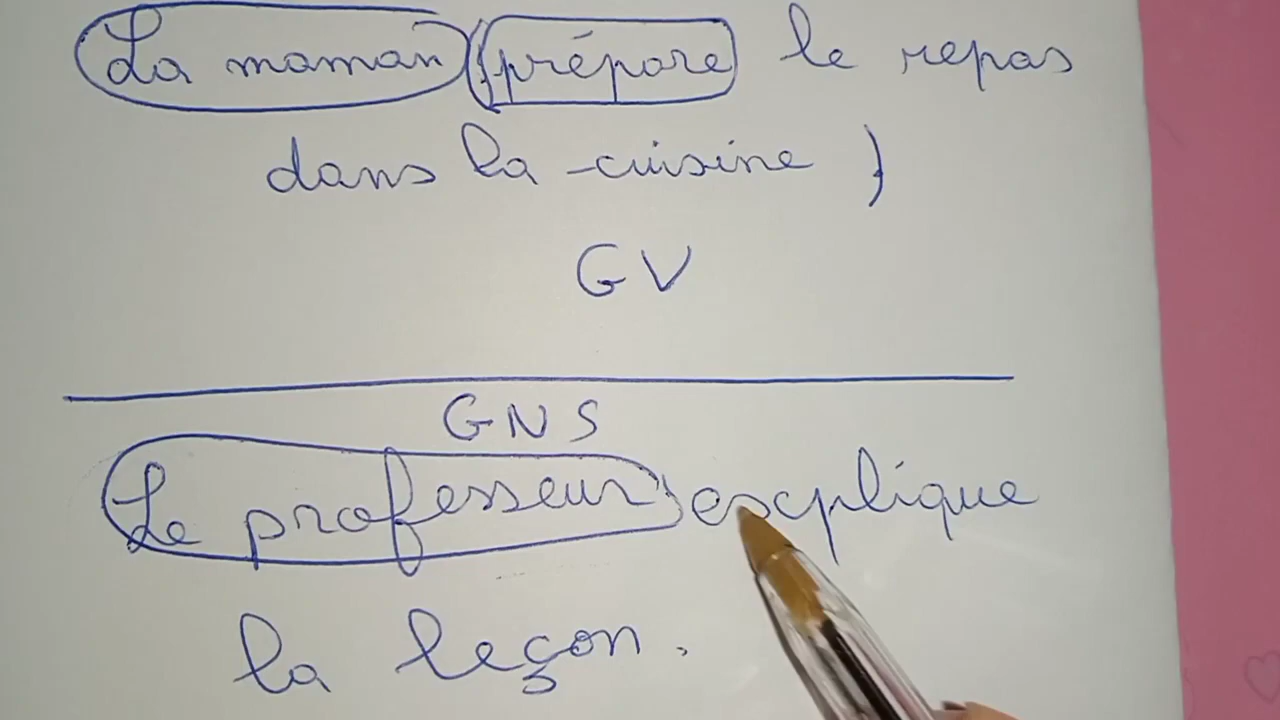 La maman (prépare le repas
dans la cuisine)
GV
GNS
Le professeur explique
la leçon.